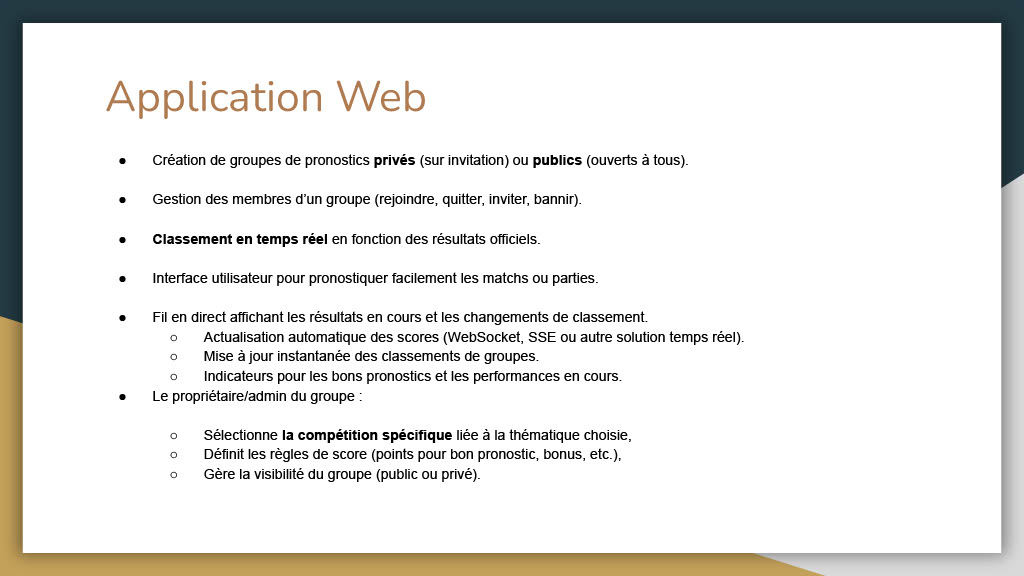 Application Web
● Création de groupes de pronostics privés (sur invitation) ou publics (ouverts à tous).
● Gestion des membres d’un groupe (rejoindre, quitter, inviter, bannir).
● Classement en temps réel en fonction des résultats officiels.
● Interface utilisateur pour pronostiquer facilement les matchs ou parties.
● Fil en direct affichant les résultats en cours et les changements de classement.
○ Actualisation automatique des scores (WebSocket, SSE ou autre solution temps réel).
○ Mise à jour instantanée des classements de groupes.
○ Indicateurs pour les bons pronostics et les performances en cours.
● Le propriétaire/admin du groupe :
○ Sélectionne la compétition spécifique liée à la thématique choisie,
○ Définit les règles de score (points pour bon pronostic, bonus, etc.),
○ Gère la visibilité du groupe (public ou privé).